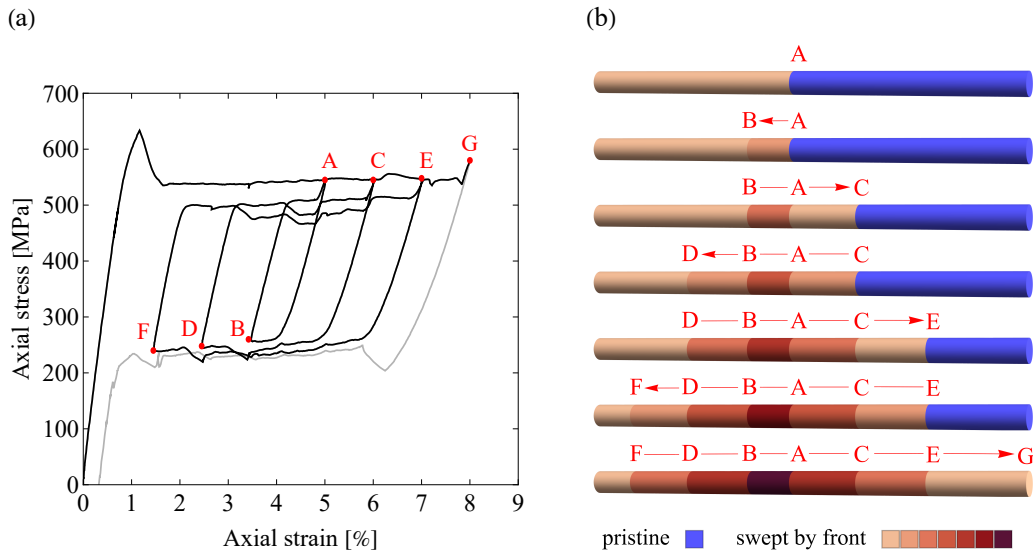 (a)
700
600
500
400
300
200
100
0
0 1 2 3 4 5 6 7 8 9
Axial stress [MPa]
Axial strain [%]
A
C
E
G
F
D
B
(b)
A
B A
B A C
D B A C
D B A C E
F D B A C E
F D B A C E G
pristine
swept by front